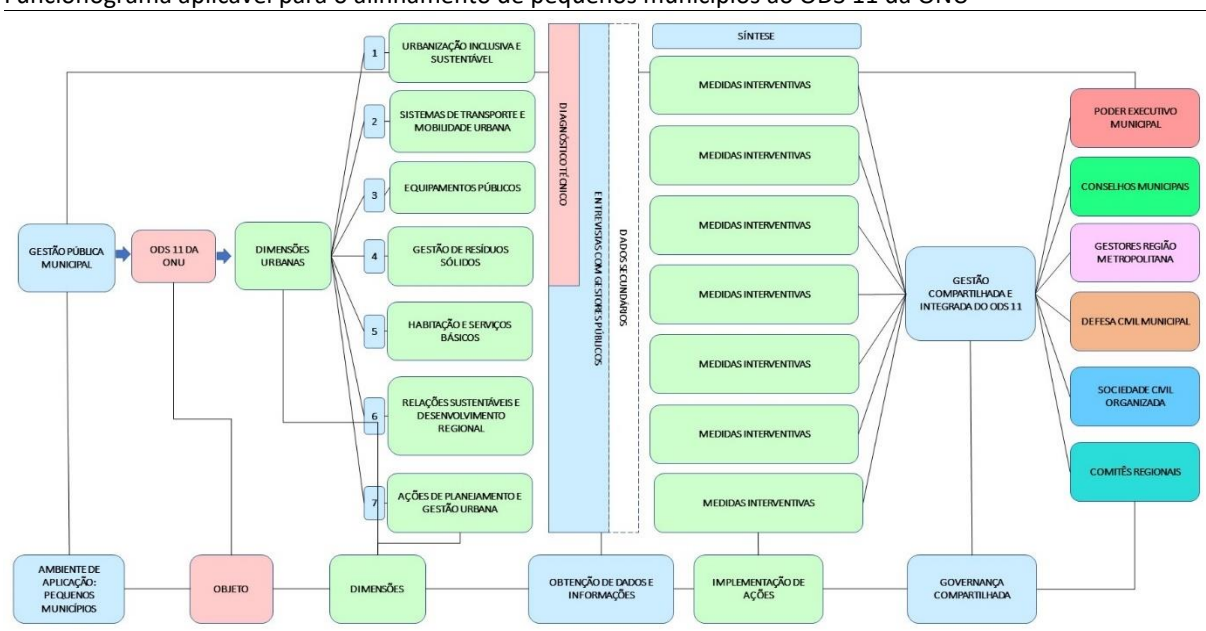 Funcionograma aplicável para o alinhamento de pequenos municípios ao ODS 11 da ONU
GESTÃO PÚBLICA
MUNICIPAL
ODS 11 DA
ONU
DIMENSÕES
URBANAS
1
URBANIZAÇÃO INCLUSIVA E
SUSTENTÁVEL
2
SISTEMAS DE TRANSPORTE E
MOBILIDADE URBANA
3
EQUIPAMENTOS PÚBLICOS
4
GESTÃO DE RESÍDUOS
SÓLIDOS
5
HABITAÇÃO E SERVIÇOS
BÁSICOS
6
RELAÇÕES SUSTENTÁVEIS E
DESENVOLVIMENTO
REGIONAL
7
AÇÕES DE PLANEJAMENTO E
GESTÃO URBANA
DIAGNÓSTICO TÉCNICO
ENTREVISTAS COM GESTORES PÚBLICOS
DADOS SECUNDÁRIOS
SÍNTESE
MEDIDAS INTERVENTIVAS
MEDIDAS INTERVENTIVAS
MEDIDAS INTERVENTIVAS
MEDIDAS INTERVENTIVAS
MEDIDAS INTERVENTIVAS
MEDIDAS INTERVENTIVAS
MEDIDAS INTERVENTIVAS
GESTÃO
COMPARTILHADA E
INTEGRADA DO ODS 11
PODER EXECUTIVO
MUNICIPAL
CONSELHOS MUNICIPAIS
GESTORES REGIÃO
METROPOLITANA
DEFESA CIVIL MUNICIPAL
SOCIEDADE CIVIL
ORGANIZADA
COMITÊS REGIONAIS
AMBIENTE DE
APLICAÇÃO:
PEQUENOS
MUNICÍPIOS
OBJETO
DIMENSÕES
OBTENÇÃO DE DADOS E
INFORMAÇÕES
IMPLEMENTAÇÃO DE
AÇÕES
GOVERNANÇA
COMPARTILHADA